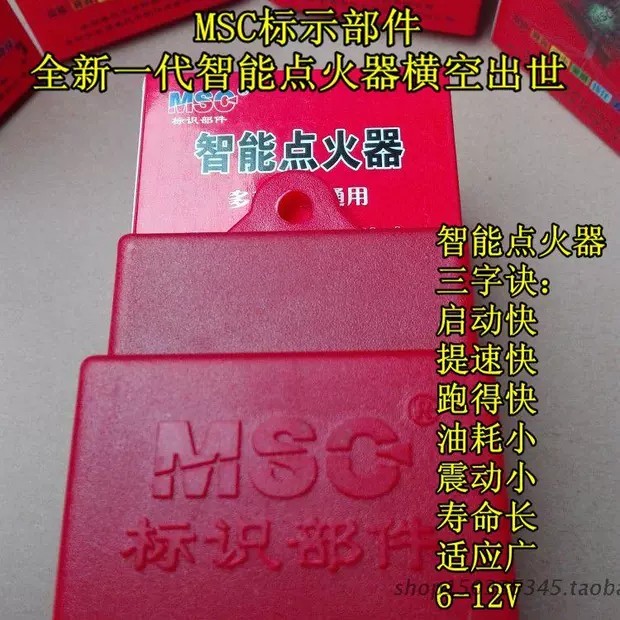 MSC标示部件
全新一代智能点火器横空出世
MSC
标识部件
智能点火器
多
通用
智能点火器
三字诀:
启动快
提速快
跑得快
油耗小
震动小
寿命长
适应广
6-12V
MSC®
标识部件